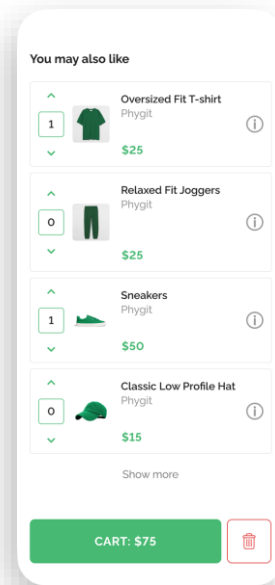 You may also like
Oversized Fit T-shirt
Phygit
1
$25
Relaxed Fit Joggers
Phygit
0
$25
Sneakers
Phygit
1
$50
Classic Low Profile Hat
Phygit
0
$15
Show more
CART: $75